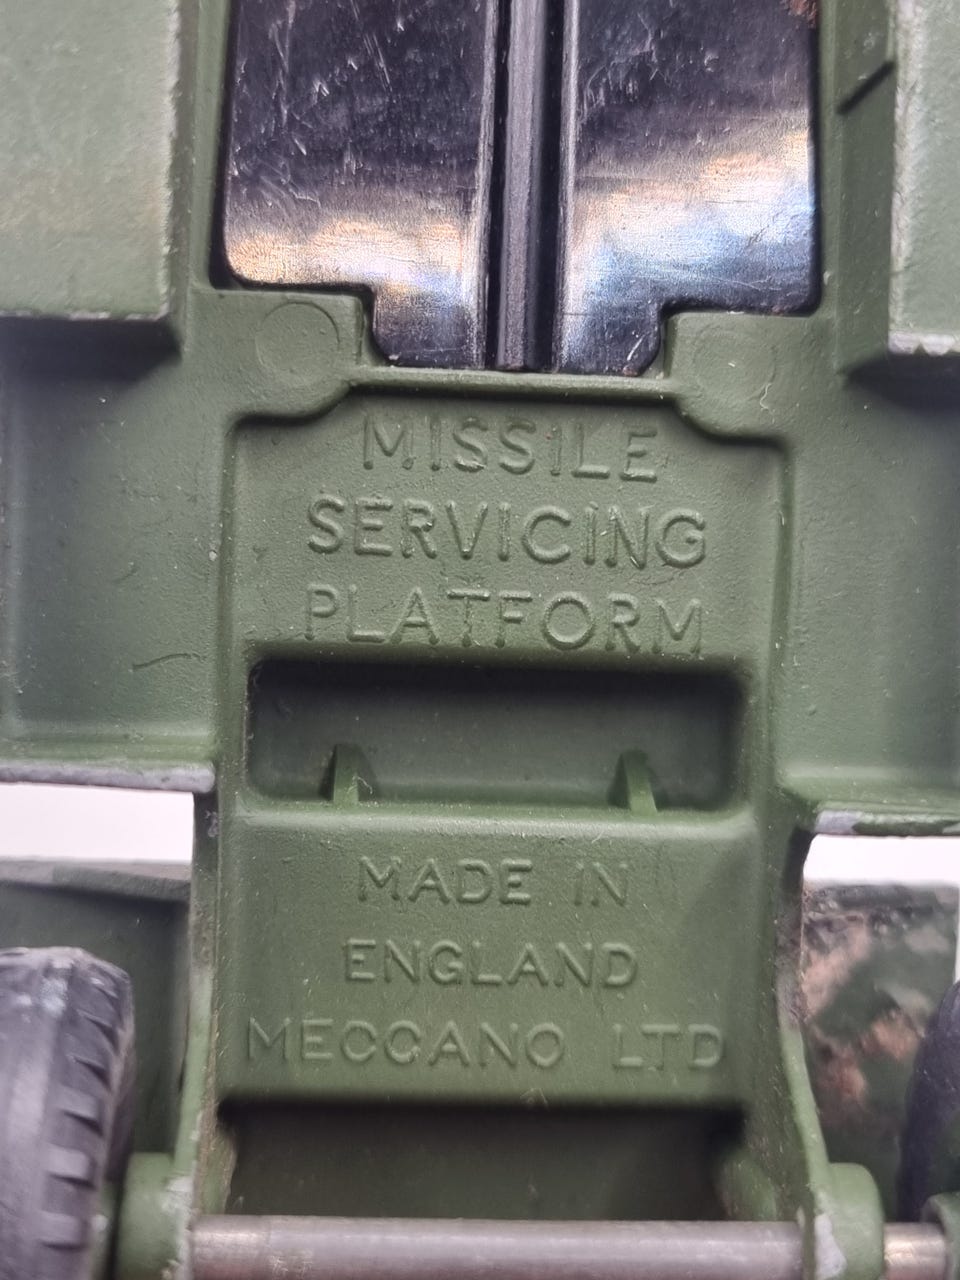 MISSILE
SERVICING
PLATFORM
MADE IN
ENGLAND
MECCANO LTD